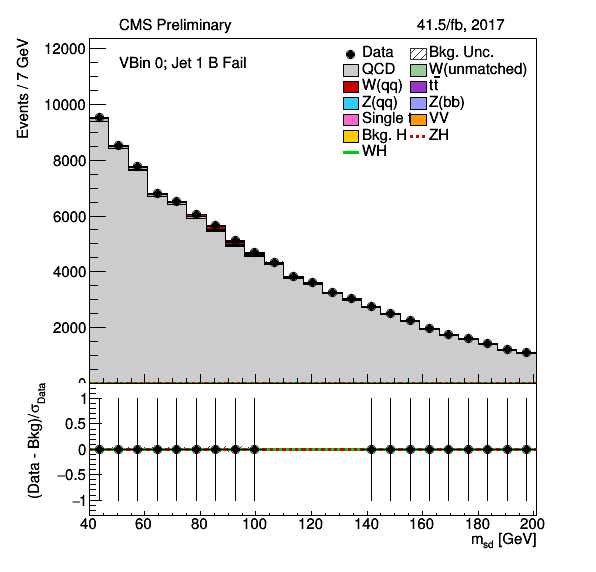 CMS Preliminary
41.5/fb, 2017
VBin 0; Jet 1 B Fail
Data
Bkg. Unc.
QCD
W(unmatched)
W(qq)
tt̄
Z(qq)
Z(bb)
Single t
VV
Bkg. H
ZH
WH
Events / 7 GeV
12000
10000
8000
6000
4000
2000
0
(Data - Bkg)/σData
1
0.5
0
−0.5
−1
40 60 80 100 120 140 160 180 200
msd [GeV]